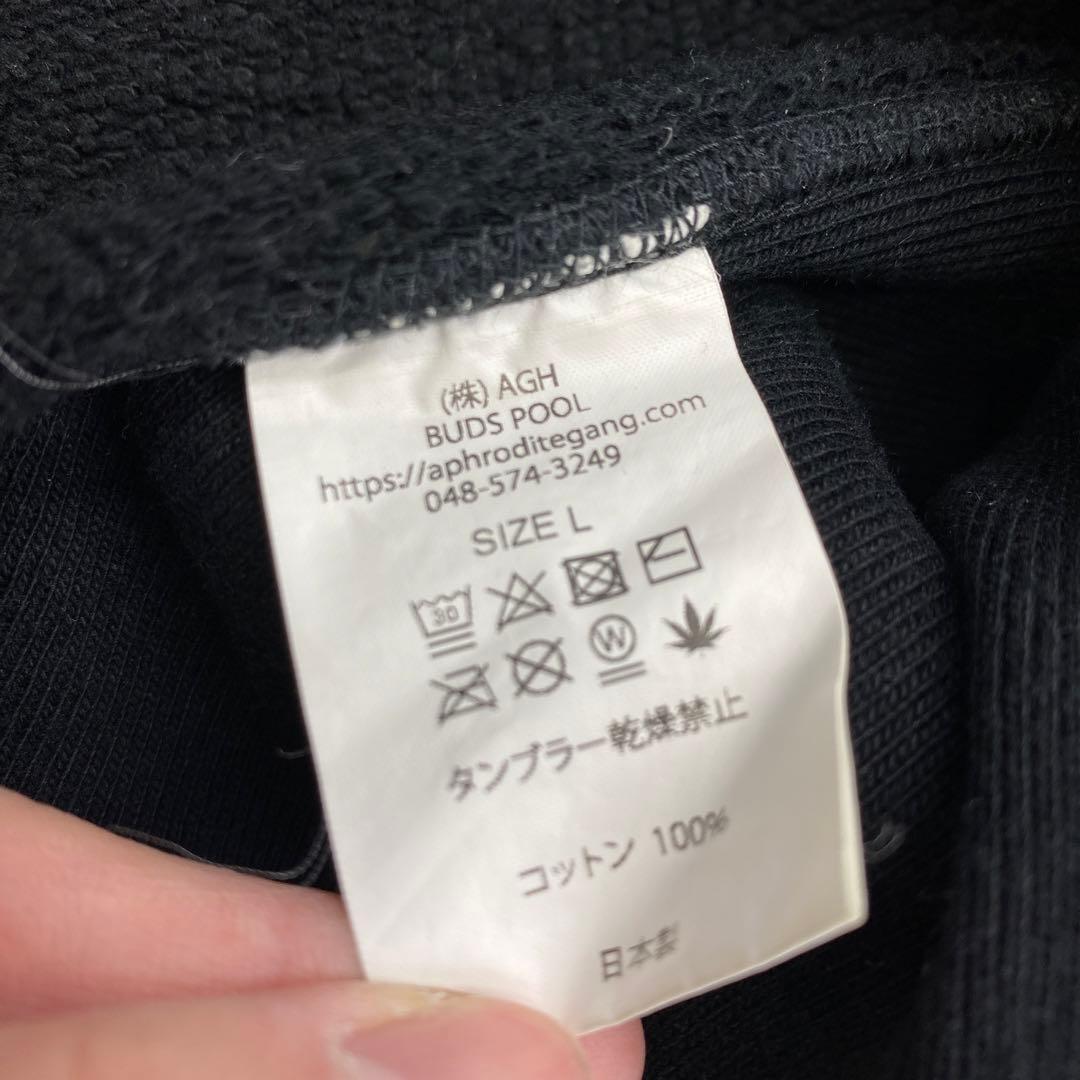 (株) AGH
BUDS POOL
https://aphroditegang.com
048-574-3249
SIZE L
30
W
タンブラー乾燥禁止
コットン 100%
日本製